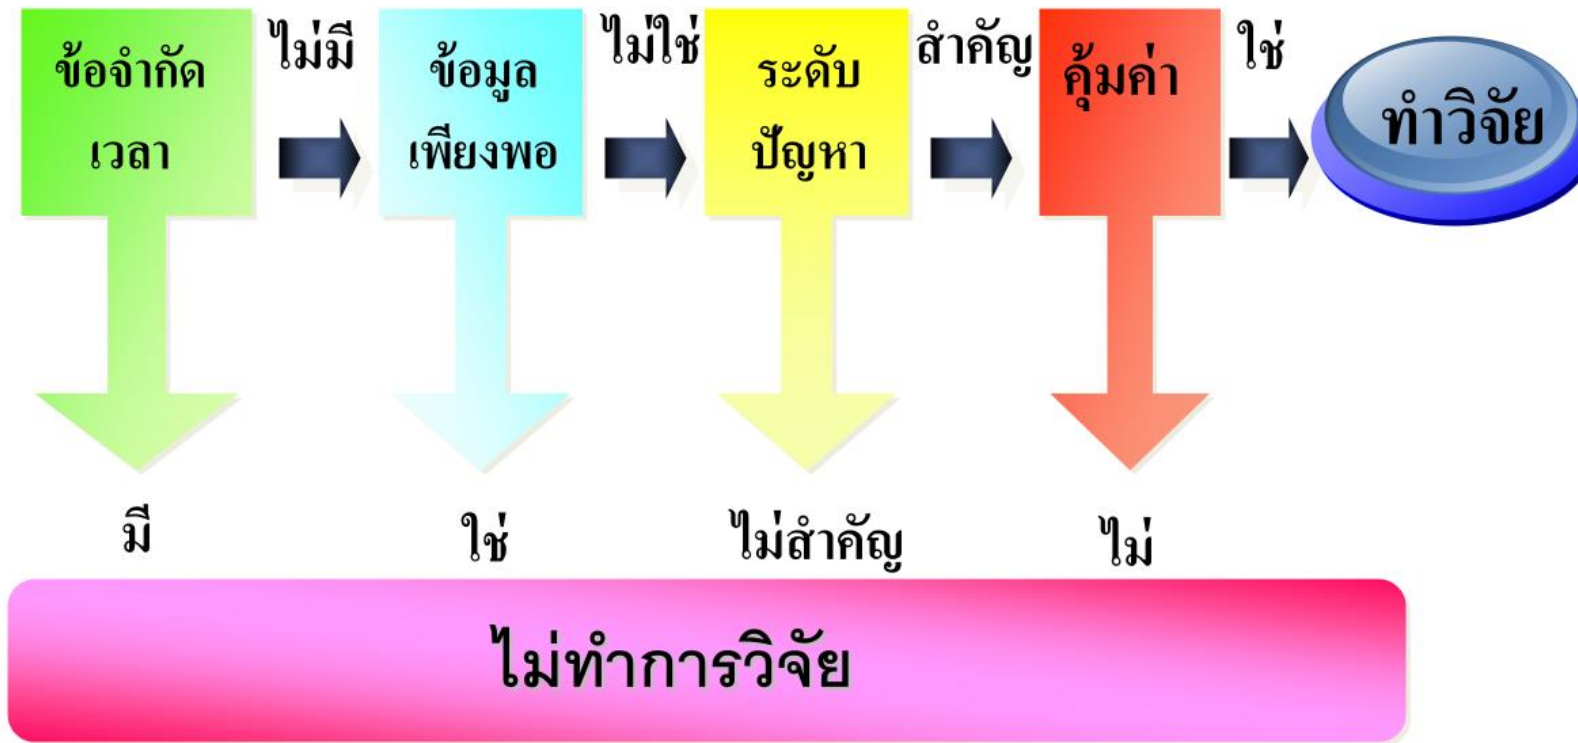 ข้อจำกัด
เวลา
ไม่มี
ข้อมูล
เพียงพอ
ไม่ใช่
ระดับ
ปัญหา
สำคัญ
คุ้มค่า
ใช่
ทำวิจัย
มี
ใช่
ไม่สำคัญ
ไม่
ไม่ทำการวิจัย